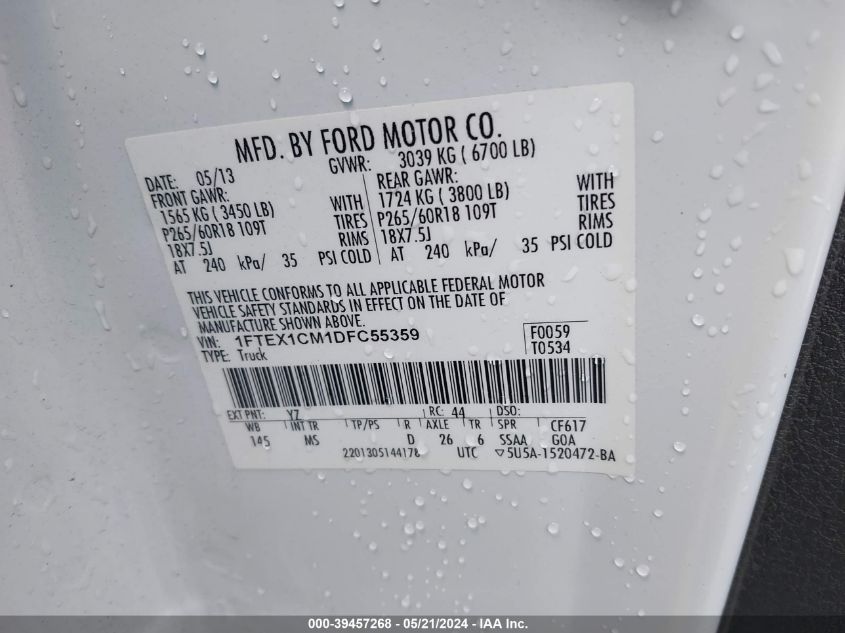 MFD. BY FORD MOTOR CO.
DATE: 05/13 GVWR: 3039 KG ( 6700 LB)
FRONT GAWR: REAR GAWR:
1565 KG ( 3450 LB) WITH 1724 KG ( 3800 LB) WITH
P265/60R18 109T TIRES P265/60R18 109T TIRES
18X7.5J RIMS 18X7.5J RIMS
AT 240 kPa/ 35 PSI COLD AT 240 kPa/ 35 PSI COLD
THIS VEHICLE CONFORMS TO ALL APPLICABLE FEDERAL MOTOR
VEHICLE SAFETY STANDARDS IN EFFECT ON THE DATE OF
MANUFACTURE SHOWN ABOVE.
VIN: 1FTEX1CM1DFC55359 F0059
TYPE: Truck T0534
EXT PNT: YZ RC: 44 DSO:
WB INT TR TP/PS R AXLE TR SPR CF617
145 MS D 26 6 SSAA GOA
2201305144178 UTC ▽5U5A-1520472-BA
000-39457268 - 05/21/2024 - IAA Inc.